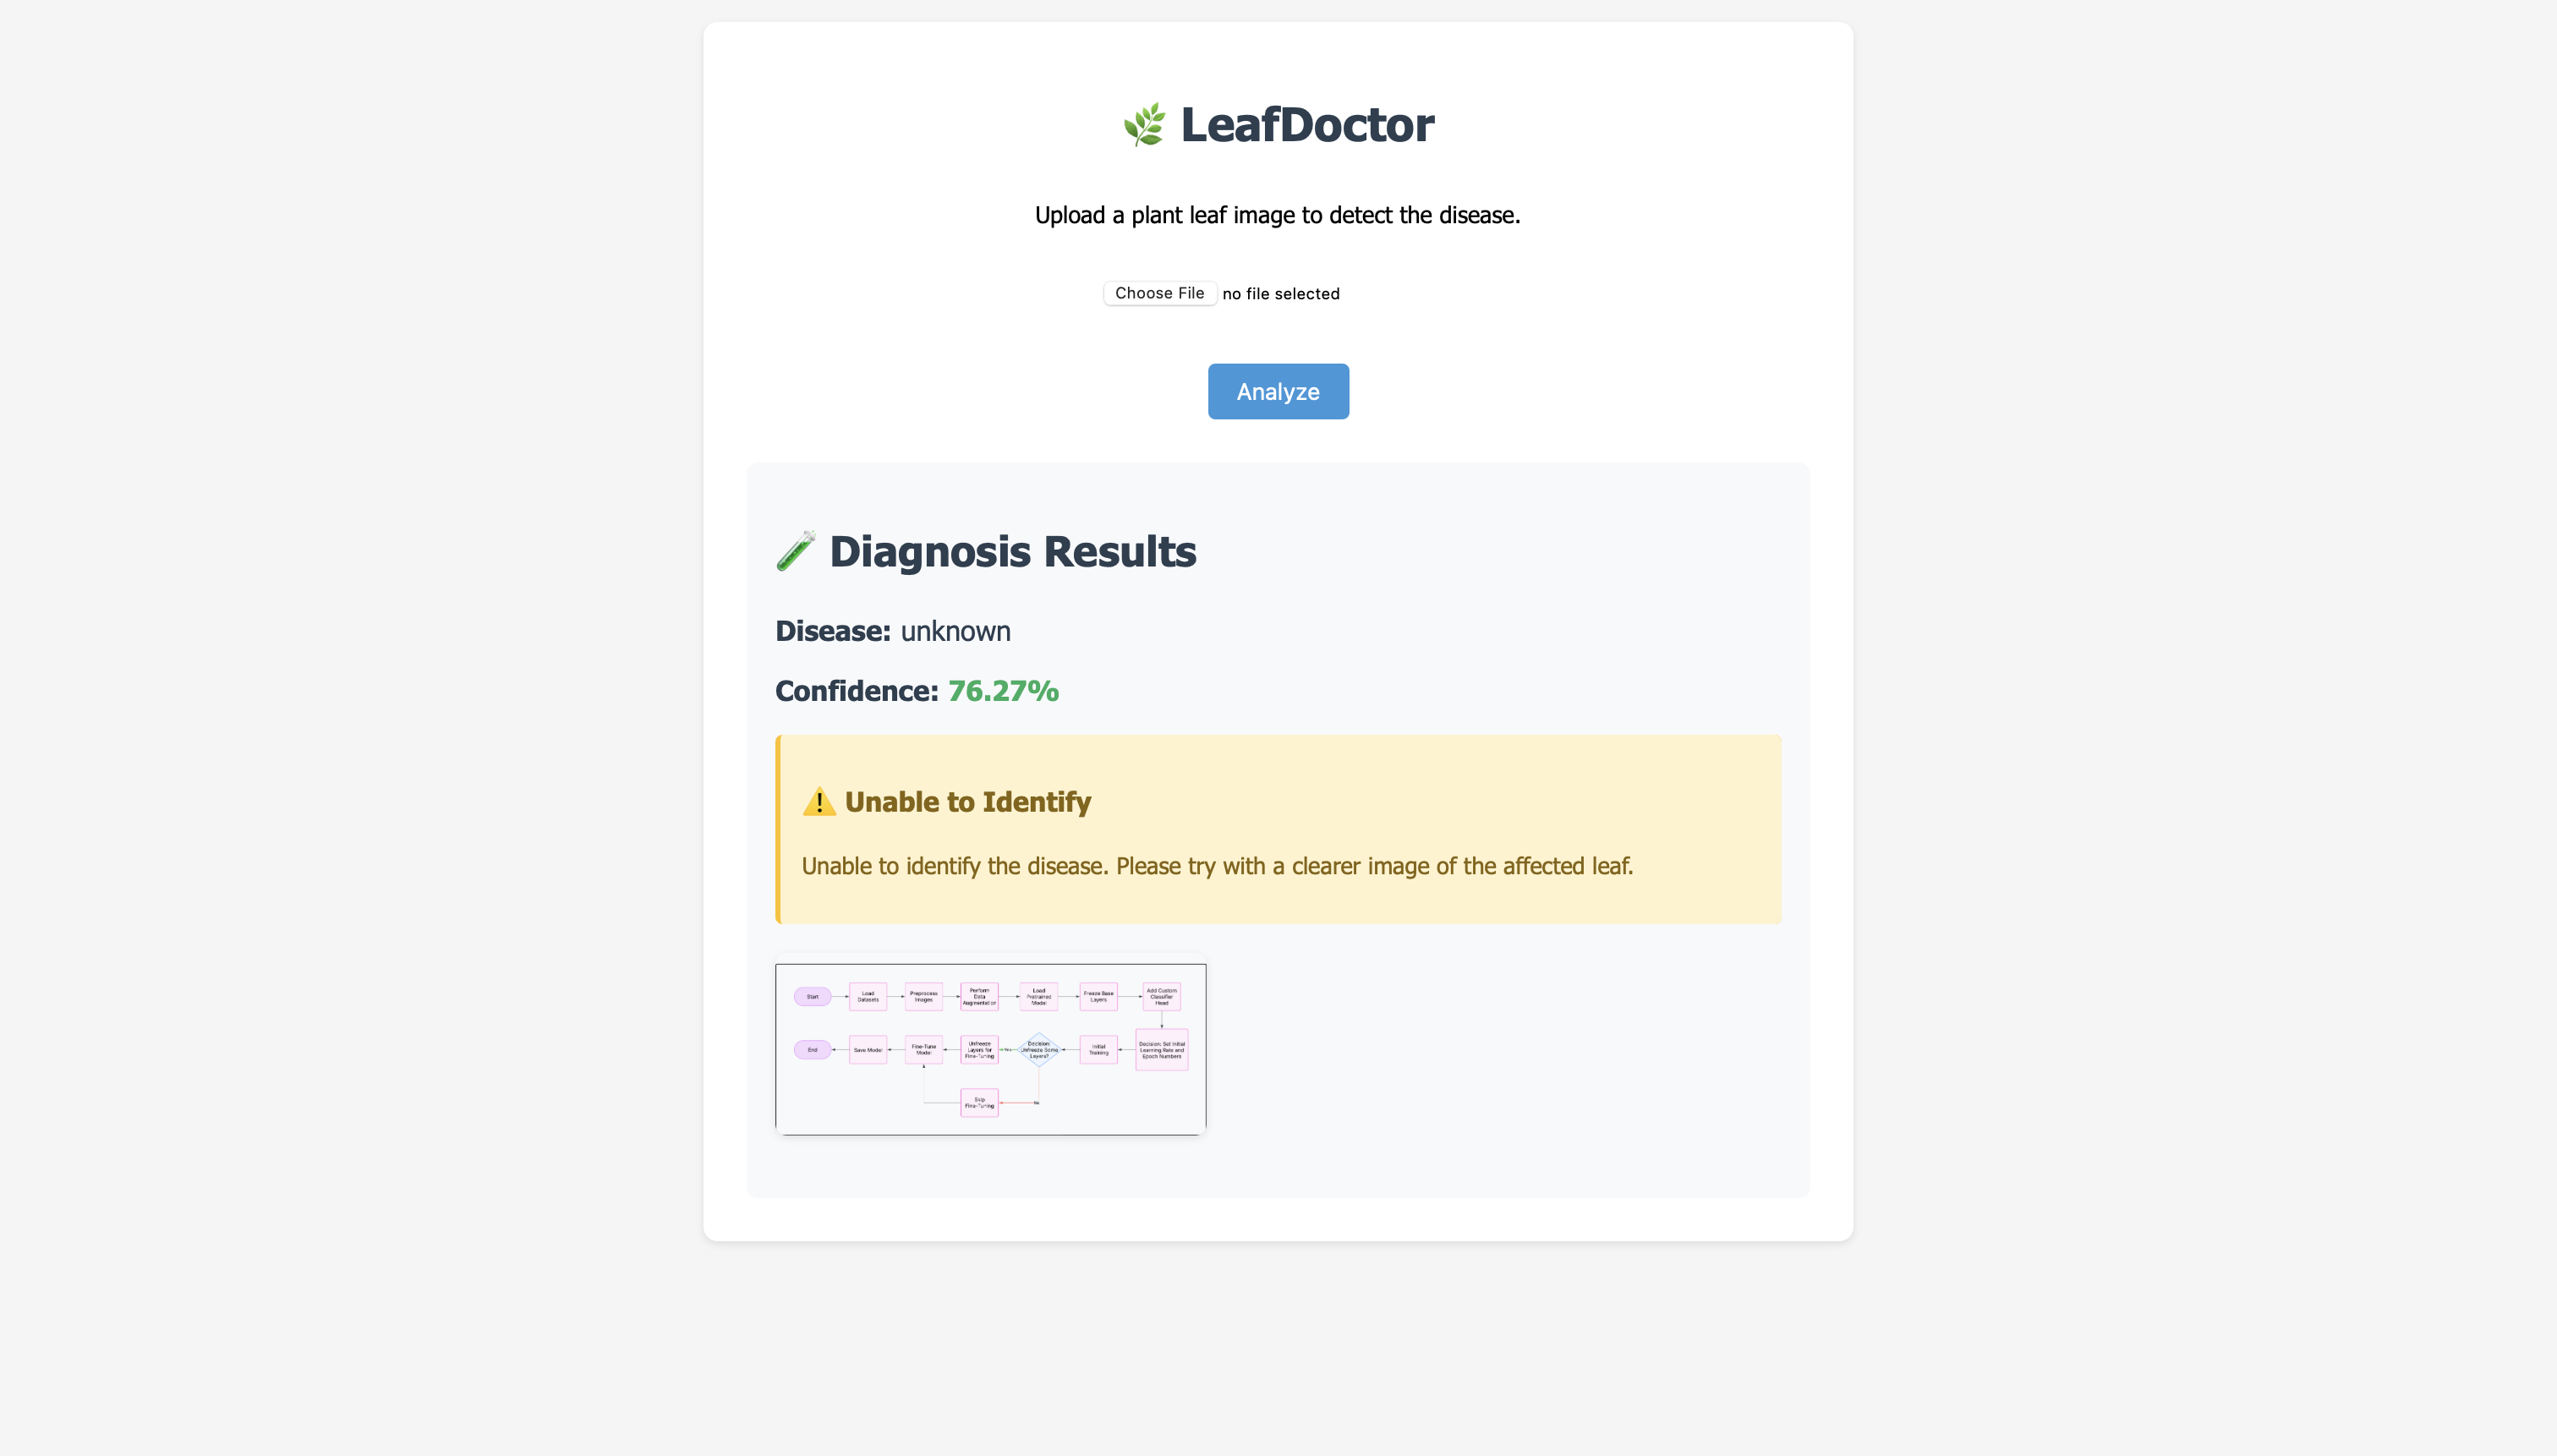 🌿 LeafDoctor
Upload a plant leaf image to detect the disease.
Choose File no file selected
Analyze
🧪 Diagnosis Results
Disease: unknown
Confidence: 76.27%
⚠️ Unable to Identify
Unable to identify the disease. Please try with a clearer image of the affected leaf.
Start
Load
Datasets
Preprocess
Images
Perform
Data
Augmentation
Load
Pretrained
Model
Freeze Base
Layers
Add Custom
Classifier
Head
Decision: Set Initial
Learning Rate and
Epoch Numbers
Initial
Training
Decision:
Unfreeze Some
Layers?
Yes
Unfreeze
Layers for
Fine-Tuning
Fine-Tune
Model
Save Model
End
No
Skip
Fine-Tuning